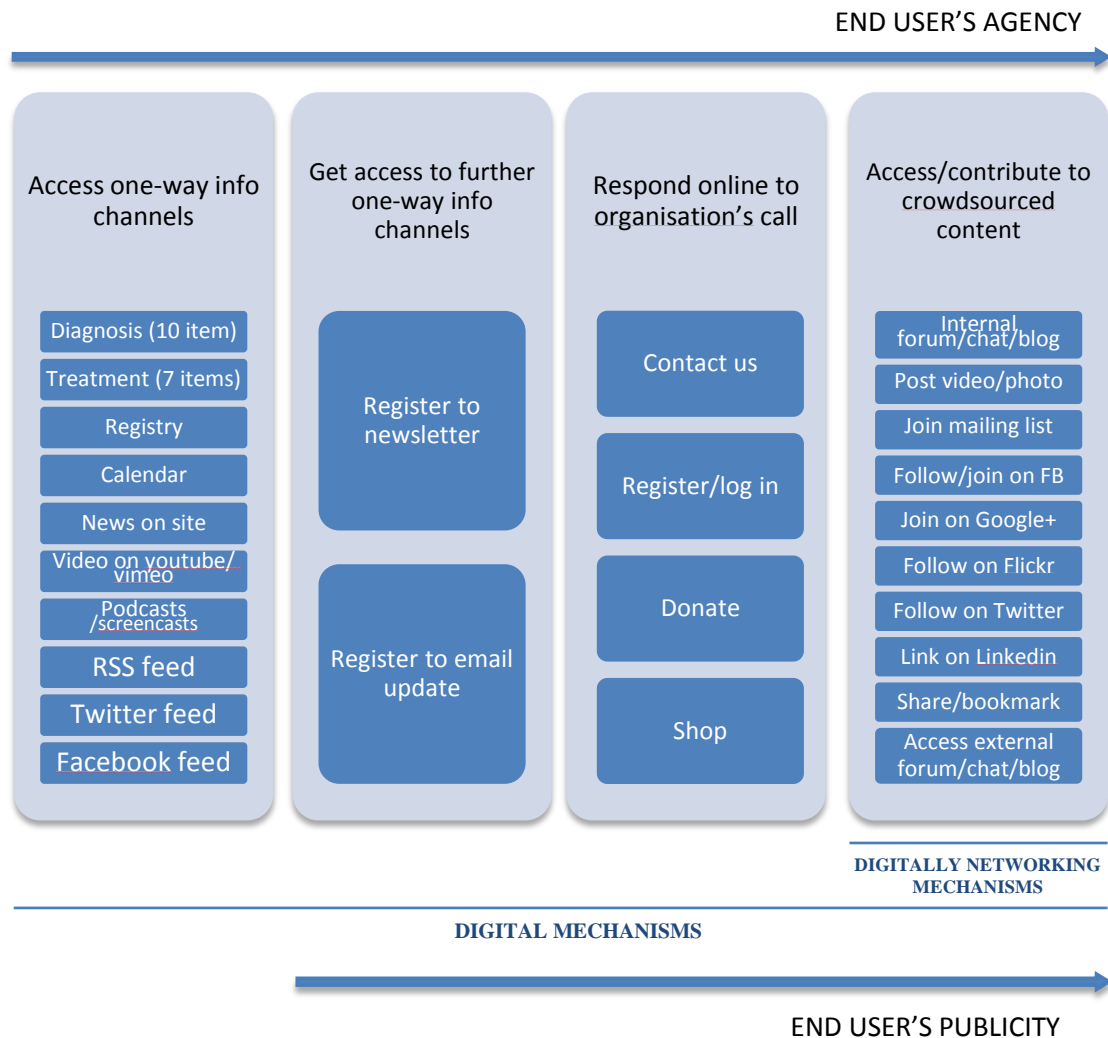 END USER'S AGENCY
Access one-way info
channels
Diagnosis (10 item)
Treatment (7 items)
Registry
Calendar
News on site
Video on youtube/
vimeo
Podcasts
/screencasts
RSS feed
Twitter feed
Facebook feed
Get access to further
one-way info
channels
Register to
newsletter
Register to email
update
Respond online to
organisation's call
Contact us
Register/log in
Donate
Shop
Access/contribute to
crowdsourced
content
Internal
forum/chat/blog
Post video/photo
Join mailing list
Follow/join on FB
Join on Google+
Follow on Flickr
Follow on Twitter
Link on Linkedin
Share/bookmark
Access external
forum/chat/blog
DIGITALLY NETWORKING
MECHANISMS
DIGITAL MECHANISMS
END USER'S PUBLICITY